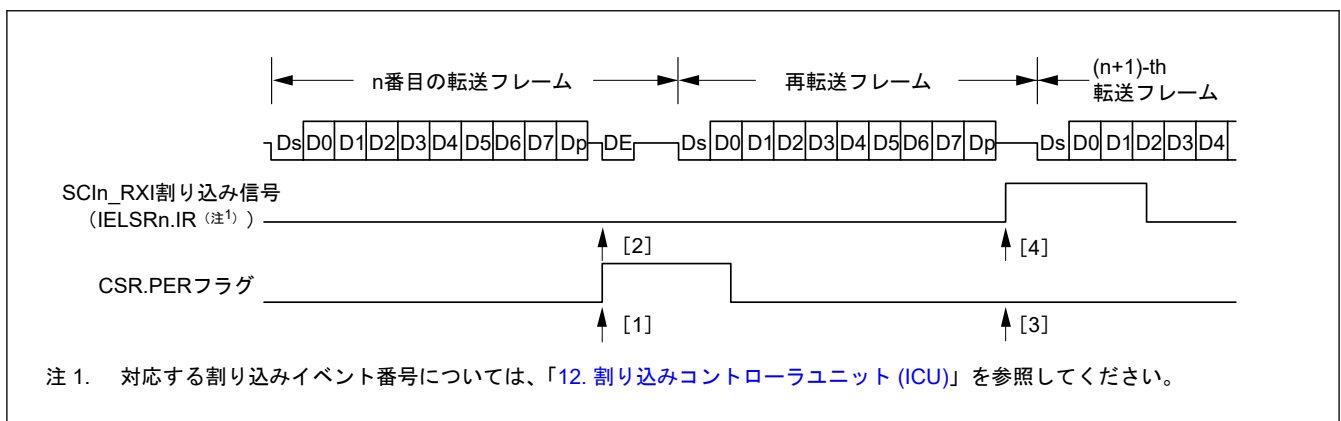 n番目の転送フレーム
再転送フレーム
(n+1)-th
転送フレーム
Ds D0 D1 D2 D3 D4 D5 D6 D7 Dp DE Ds D0 D1 D2 D3 D4 D5 D6 D7 Dp Ds D0 D1 D2 D3 D4
SCIn_RXI割り込み信号
（IELSRn.IR（注1））
［2］
［4］
CSR.PERフラグ
［1］
［3］
注 1. 対応する割り込みイベント番号については、「12. 割り込みコントローラユニット (ICU)」を参照してください。